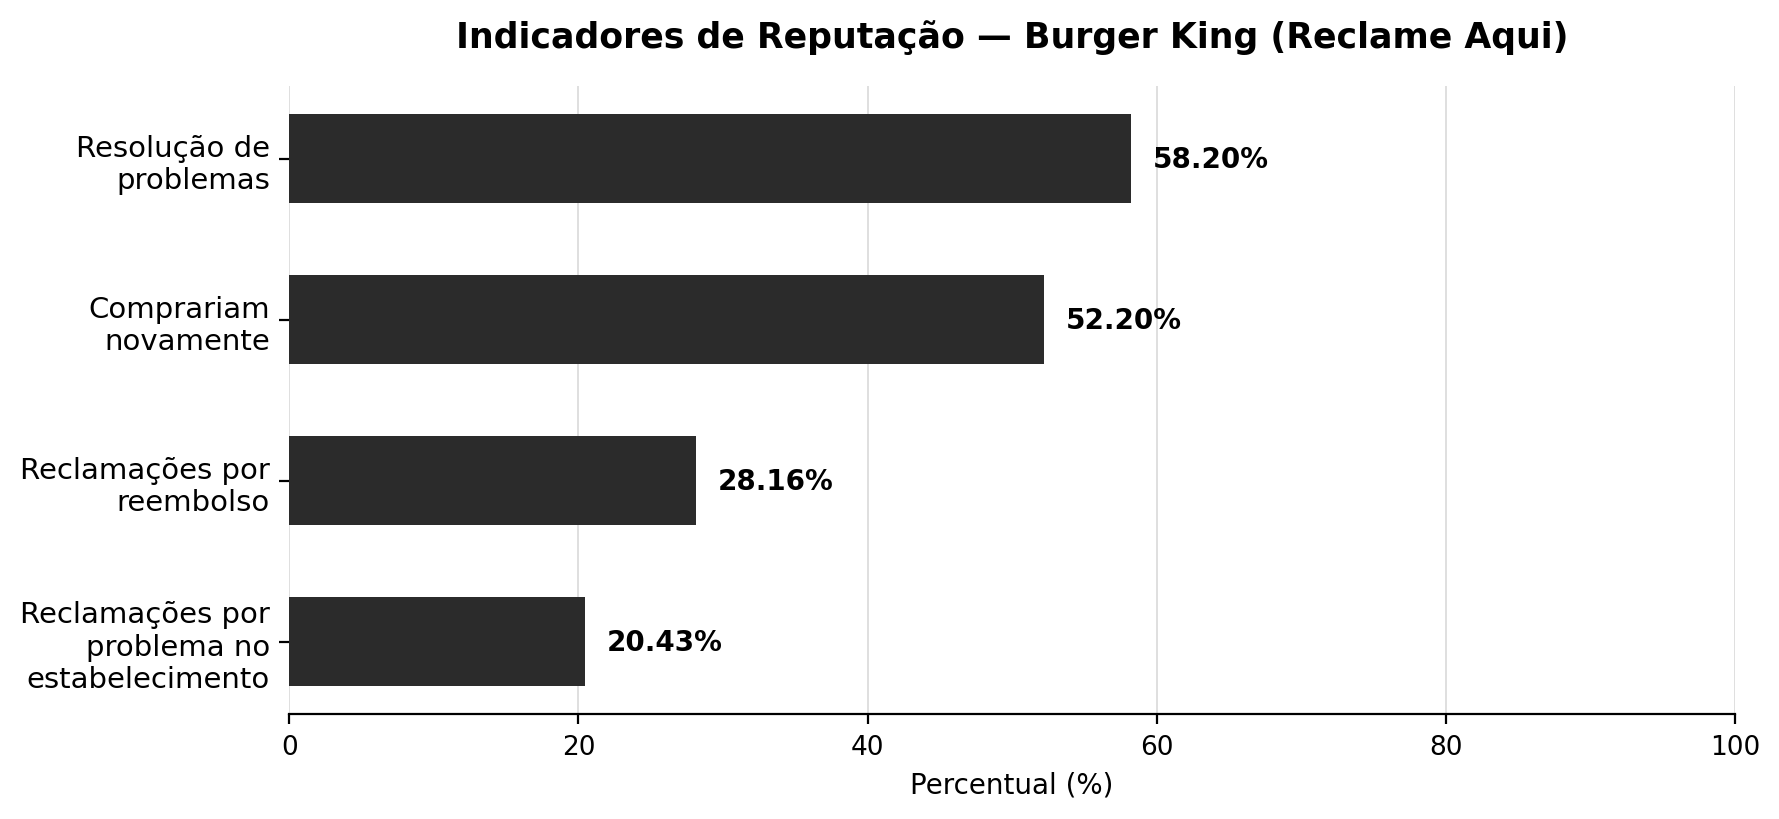 Indicadores de Reputação — Burger King (Reclame Aqui)
Resolução de
problemas
58.20%
Comprariam
novamente
52.20%
Reclamações por
reembolso
28.16%
Reclamações por
problema no
estabelecimento
20.43%
0 20 40 60 80 100
Percentual (%)